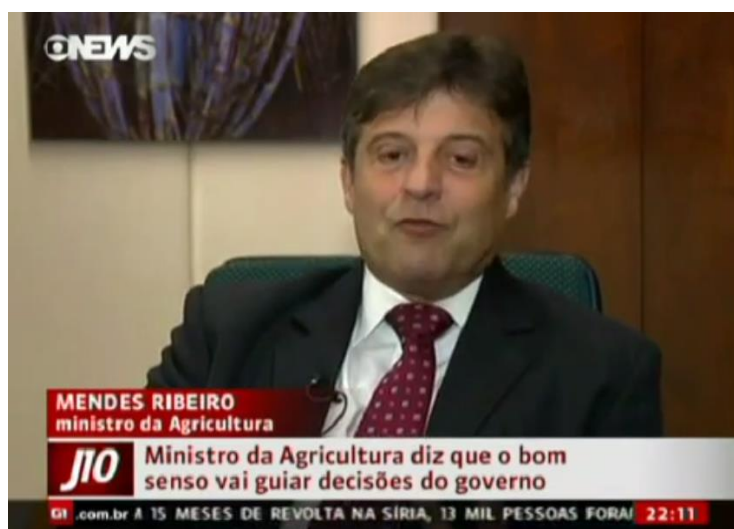 NEWS
MENDES RIBEIRO
ministro da Agricultura
J10
Ministro da Agricultura diz que o bom
senso vai guiar decisões do governo
G1 .com.br A 15 MESES DE REVOLTA NA SÍRIA, 13 MIL PESSOAS FORA 22:11